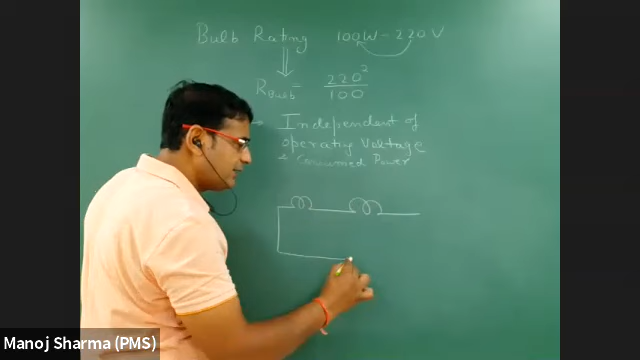 Bulb Rating 100W - 220V
R_Bulb = 220² / 100
→ Independent of
operating Voltage
& Consumed Power
Manoj Sharma (PMS)